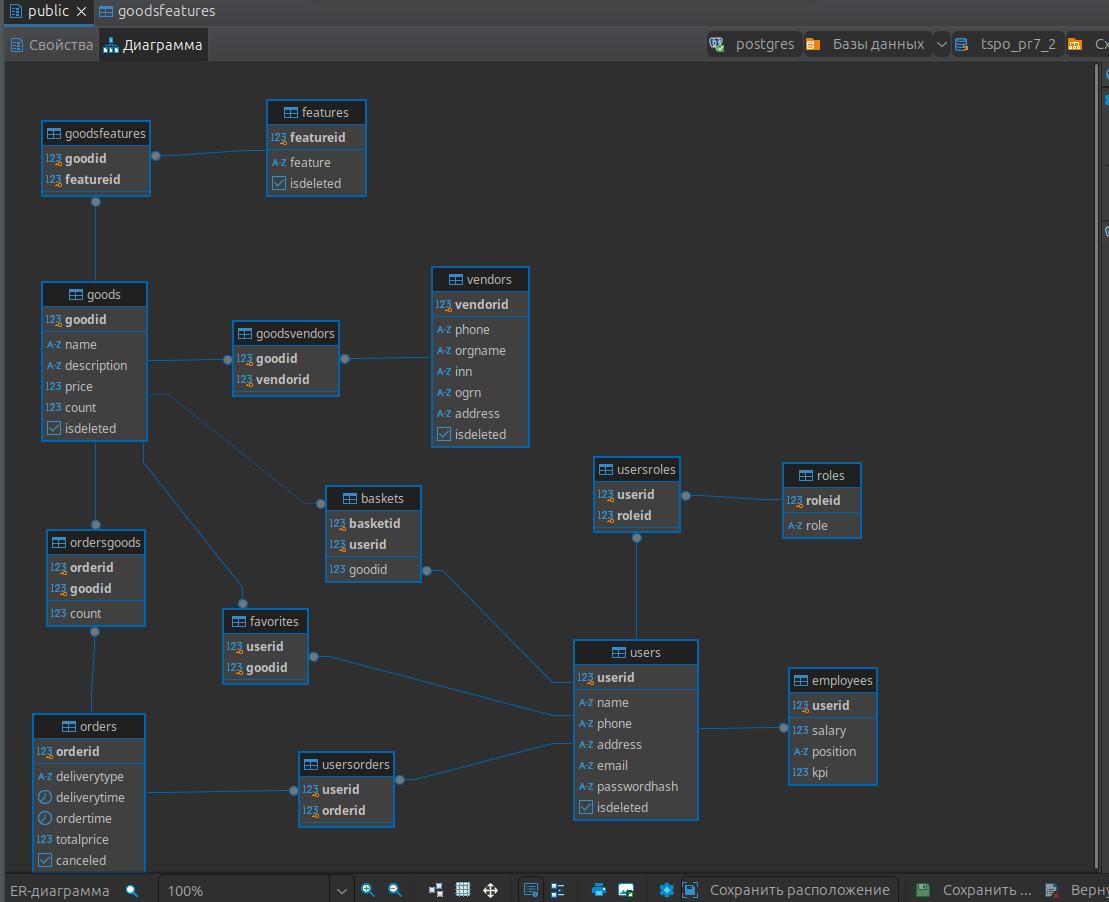 public
goodsfeatures
Свойства
Диаграмма
postgres
Базы данных
tspo_pr7_2
goodsfeatures
123 goodid
123 featureid
features
123 featureid
A-Z feature
isdeleted
goods
123 goodid
A-Z name
A-Z description
123 price
123 count
isdeleted
goodsvendors
123 goodid
123 vendorid
vendors
123 vendorid
A-Z phone
A-Z orgname
A-Z inn
A-Z ogrn
A-Z address
isdeleted
usersroles
123 userid
123 roleid
roles
123 roleid
A-Z role
baskets
123 basketid
123 userid
123 goodid
ordersgoods
123 orderid
123 goodid
123 count
favorites
123 userid
123 goodid
users
123 userid
A-Z name
A-Z phone
A-Z address
A-Z email
A-Z passwordhash
isdeleted
employees
123 userid
123 salary
A-Z position
123 kpi
orders
123 orderid
A-Z deliverytype
deliverytime
ordertime
123 totalprice
canceled
usersorders
123 userid
123 orderid
ER-диаграмма
100%
Сохранить расположение
Сохранить ...